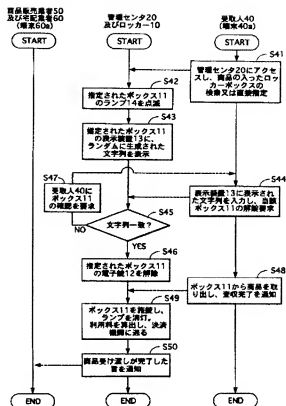 商品販売業者50
及び宅配業者60
(端末60a)
管理センタ20
及びロッカー10
受取人40
(端末40a)
START
START
START
S41
管理センタ20にアクセ
スし、商品の入ったロッ
カーボックスの
検索又は直接指定
S42
指定されたボックス11
のランプ14を点滅
S43
指定されたボックス11
の表示装置13に、
ランダムに生成された
文字列を表示
S44
表示装置13に表示され
た文字列を入力し、当該
ボックス11の解錠要求
S47
受取人40に
ボックス11
の確認を要求
S45
文字列一致?
NO
YES
S46
指定されたボックス11
の電子錠12を解除
S48
ボックス11から商品を取
り出し、査収完了を通知
S49
ボックス11を施錠し、
ランプを消灯。
利用料を算出し、決済
機関に送る
S50
商品受け渡しが完了した
旨を通知
END
END
END